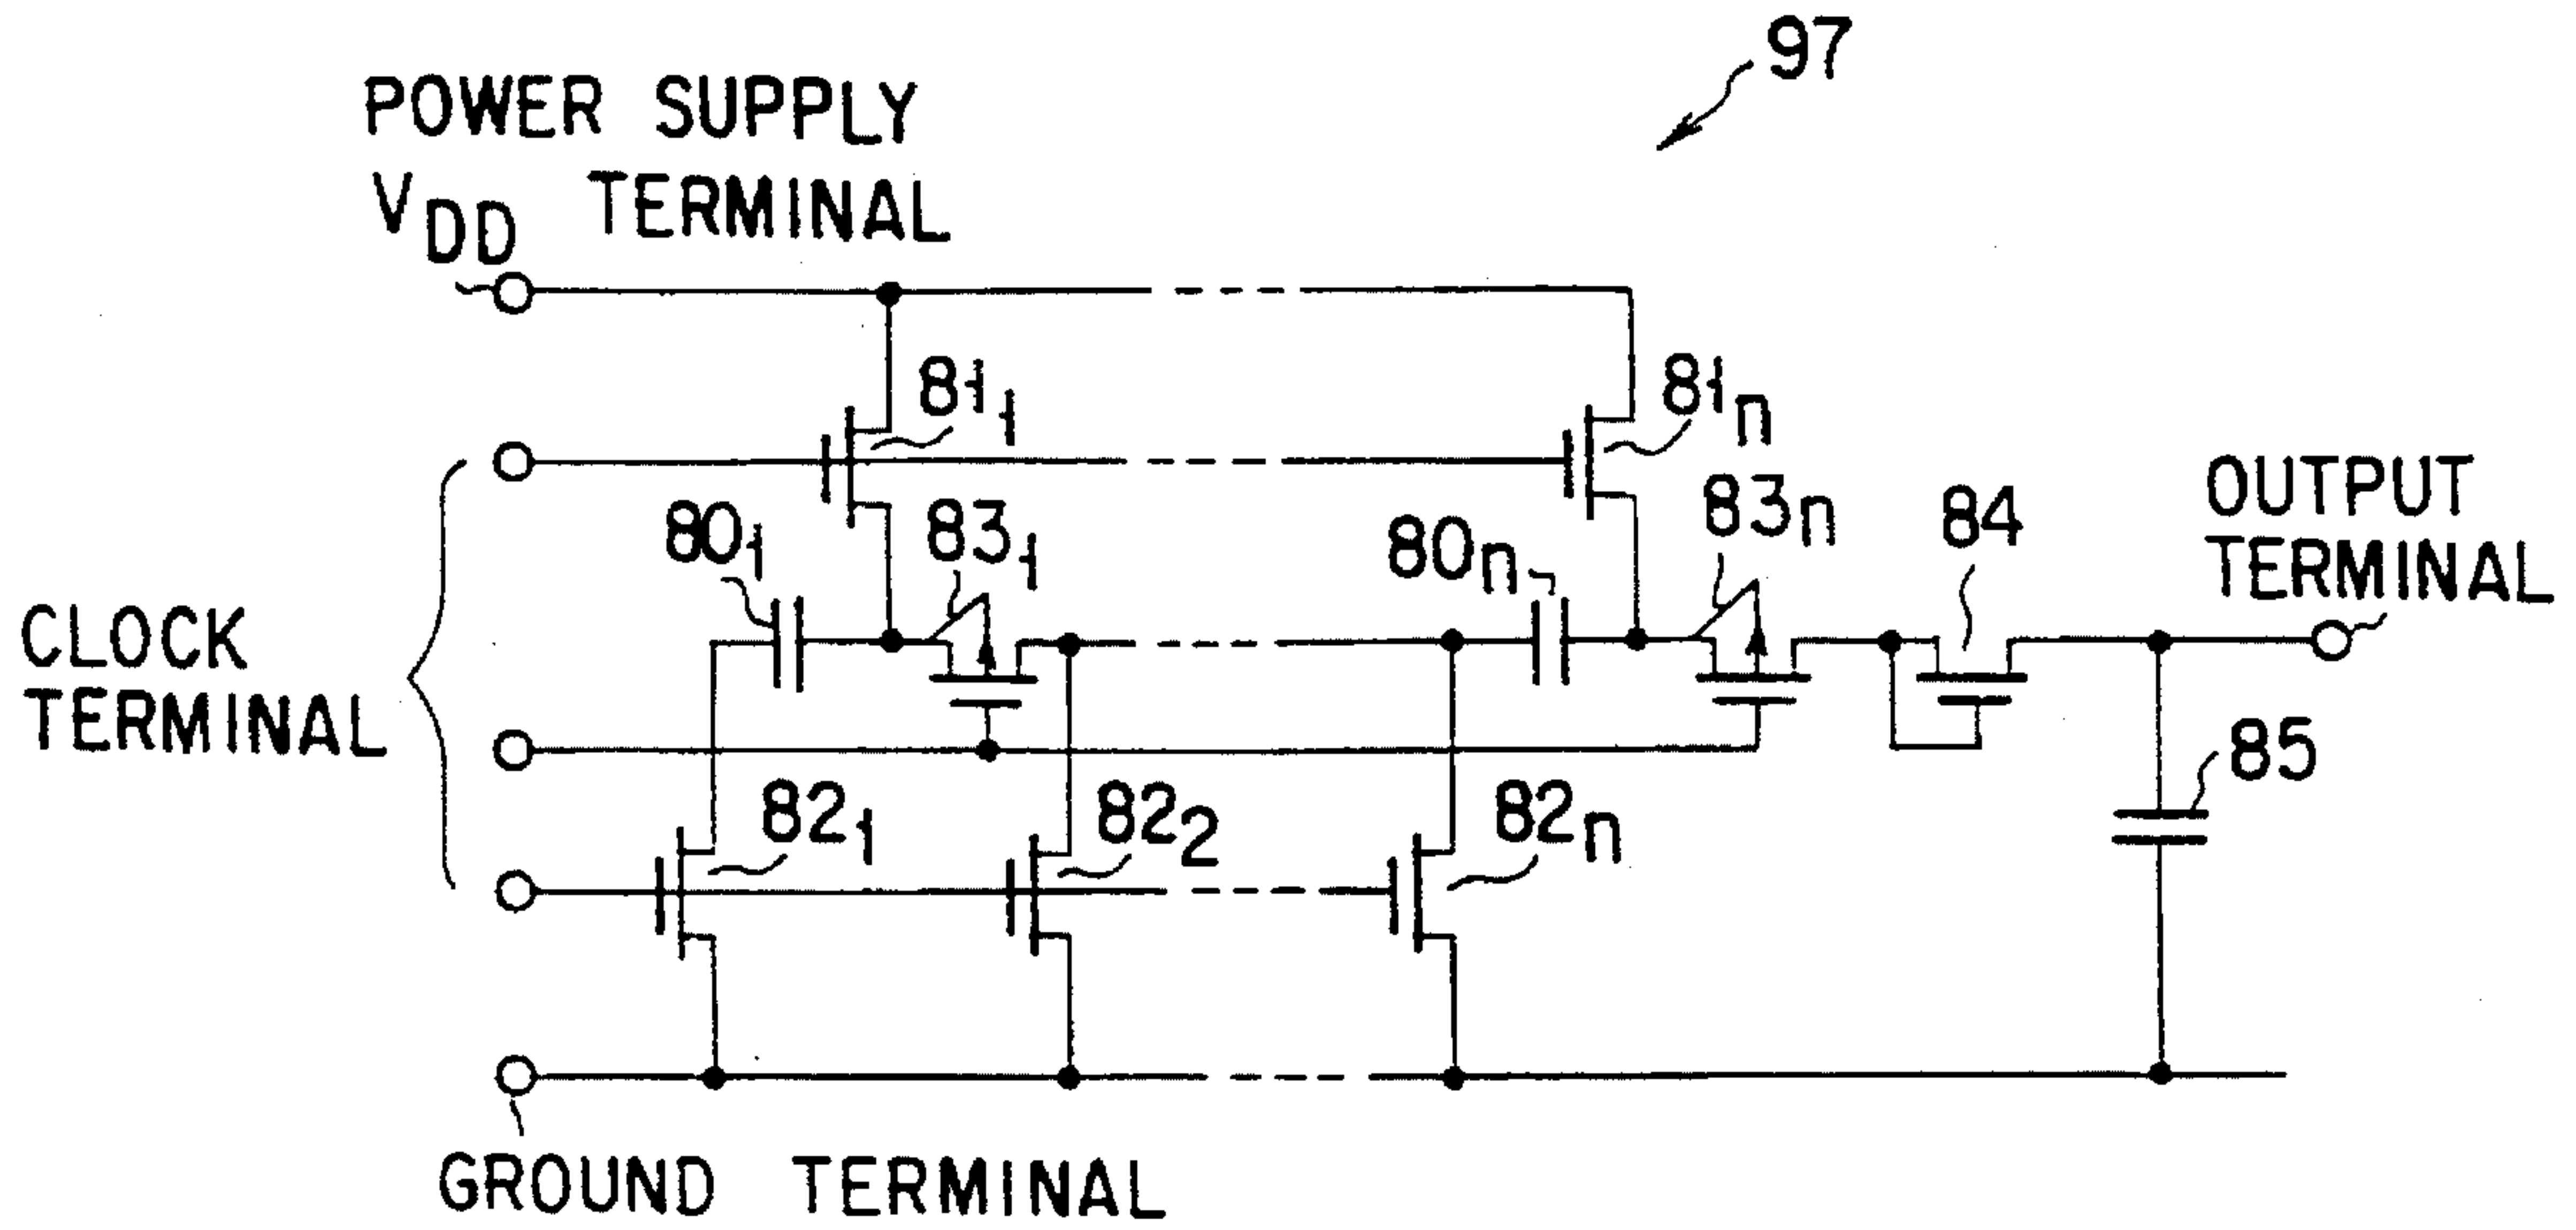 97
POWER SUPPLY
VDD TERMINAL
81₁
81n
80₁
83₁
80n
83n
84
OUTPUT
TERMINAL
CLOCK
TERMINAL
82₁
82₂
82n
85
GROUND TERMINAL